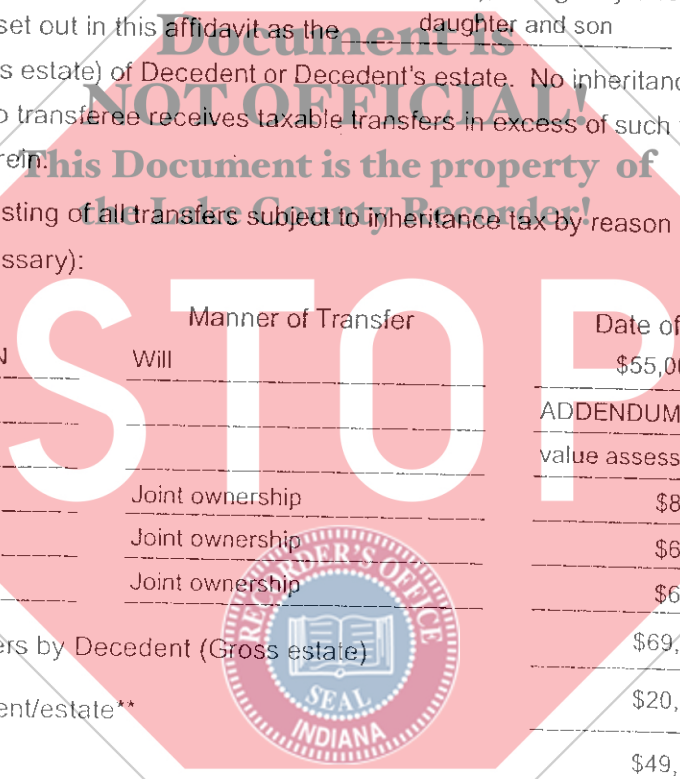 set out in this affidavit as the daughter and son
Document is
s estate) of Decedent or Decedent's estate. No inheritanc
NOT OFFICIAL!
o transferee receives taxable transfers in excess of such
rein.
This Document is the property of
the Lake County Recorder!
sting of all transfers subject to inheritance tax by reason
ssary):
STOP
Manner of Transfer Date of
N Will $55,00
ADDENDUM
value assess
Joint ownership $8
Joint ownership $6
Joint ownership $6
ers by Decedent (Gross estate) $69,
ent/estate** $20,
$49,
RECORDER'S OFFICE
SEAL
INDIANA